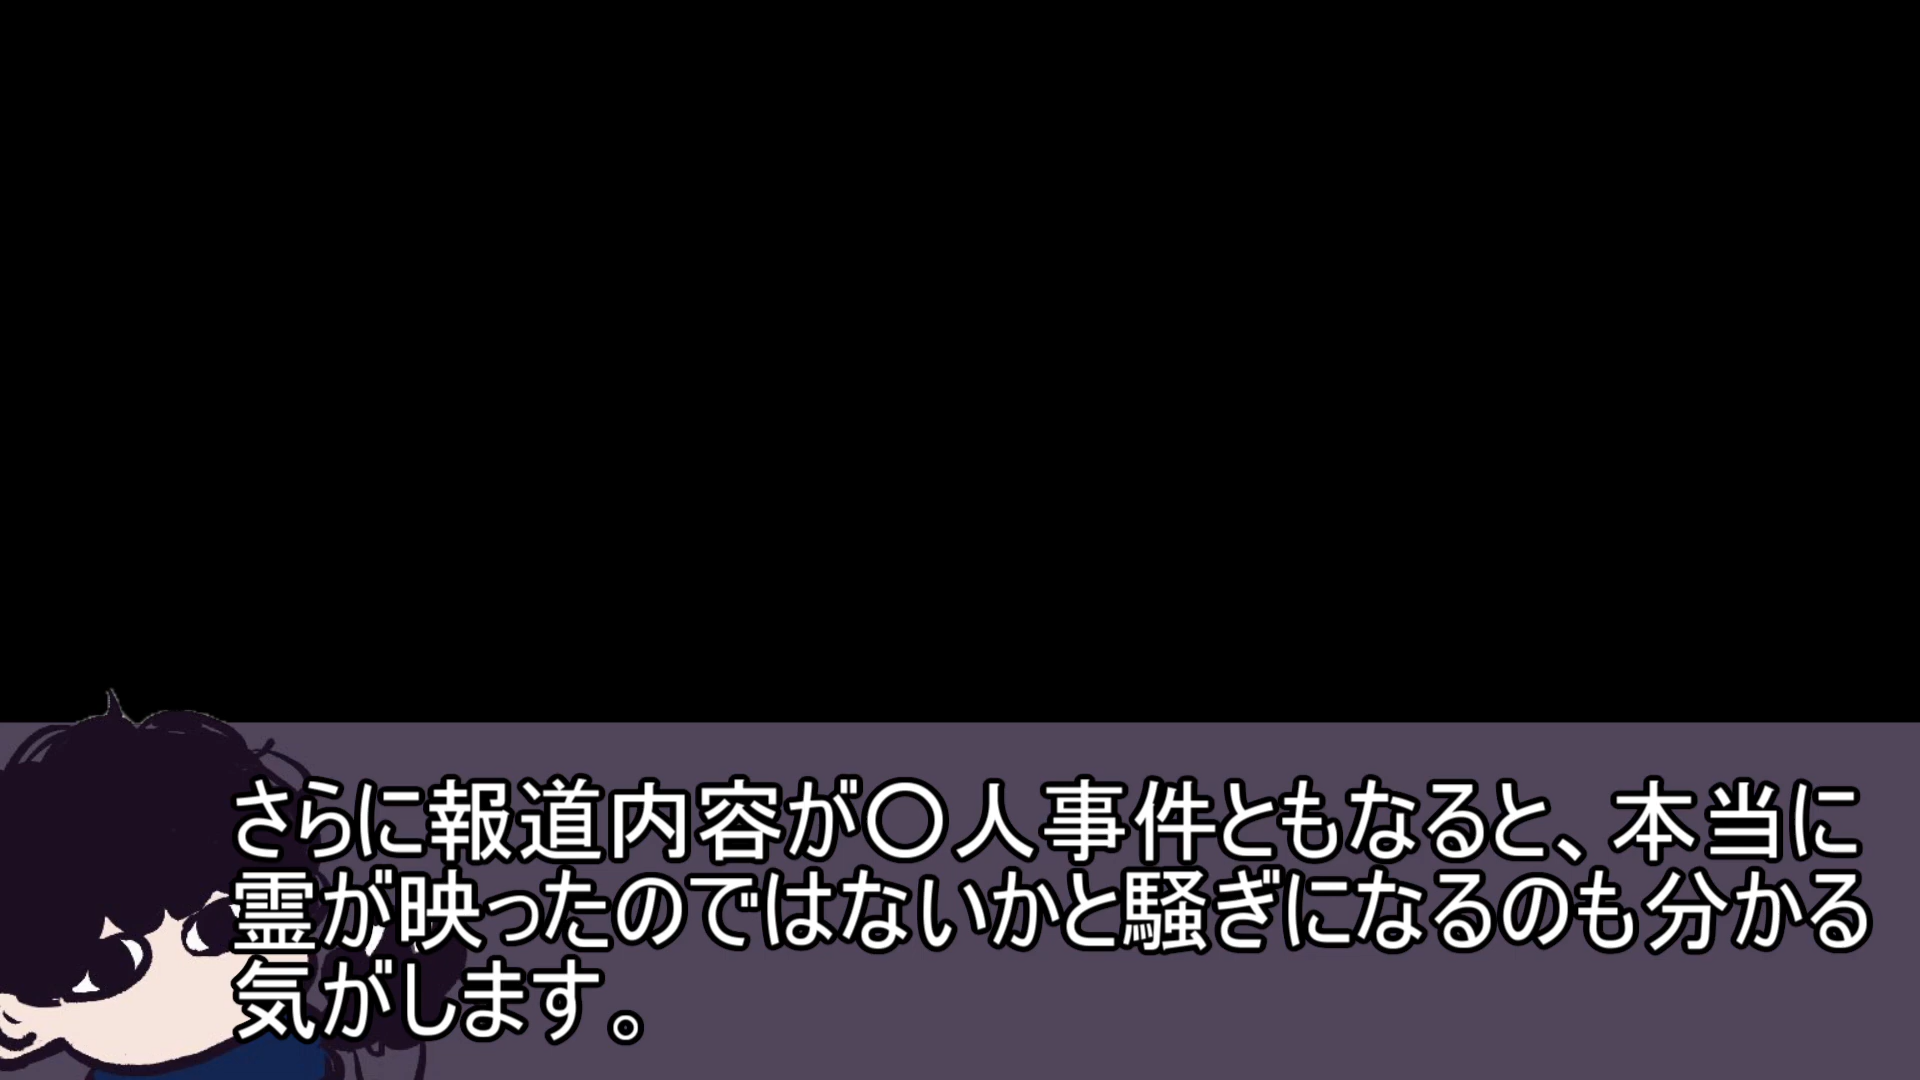 さらに報道内容が〇人事件ともなると、本当に
霊が映ったのではないかと騒ぎになるのも分かる
気がします。